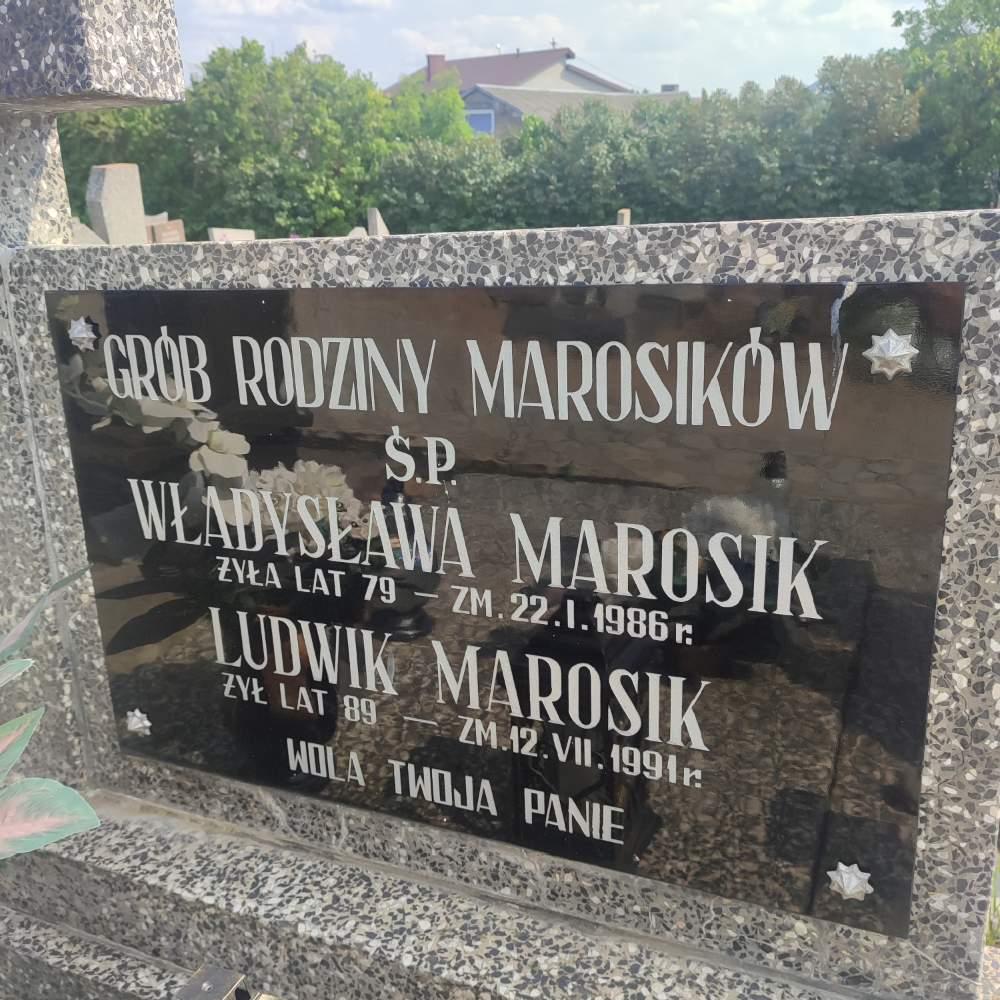 GRÓB RODZINY MAROSIKÓW
Ś.P.
WŁADYSŁAWA MAROSIK
ŻYŁA LAT 79 – ZM. 22.I.1986 r.
LUDWIK MAROSIK
ŻYŁ LAT 89 – ZM. 12.VII.1991 r.
WOLA TWOJA PANIE